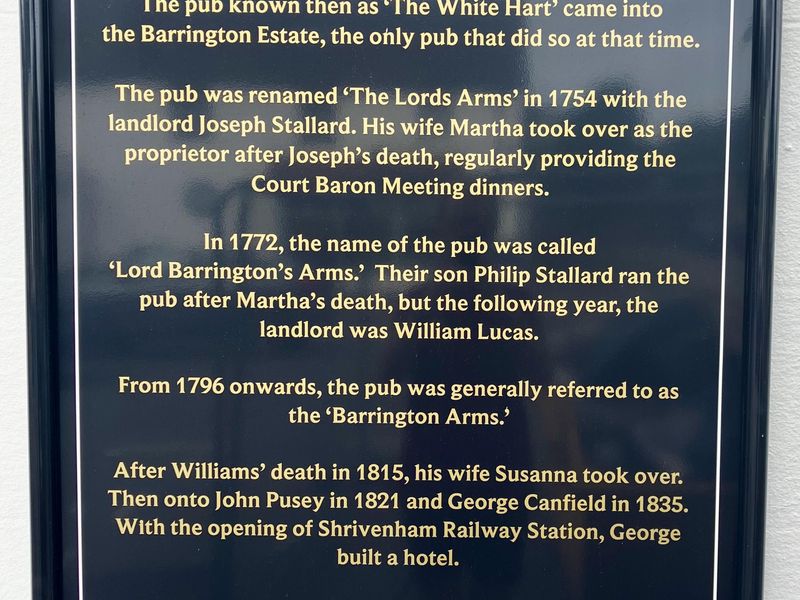 The pub known then as ‘The White Hart’ came into
the Barrington Estate, the only pub that did so at that time.
The pub was renamed ‘The Lords Arms’ in 1754 with the
landlord Joseph Stallard. His wife Martha took over as the
proprietor after Joseph’s death, regularly providing the
Court Baron Meeting dinners.
In 1772, the name of the pub was called
‘Lord Barrington’s Arms.’ Their son Philip Stallard ran the
pub after Martha’s death, but the following year, the
landlord was William Lucas.
From 1796 onwards, the pub was generally referred to as
the ‘Barrington Arms.’
After Williams’ death in 1815, his wife Susanna took over.
Then onto John Pusey in 1821 and George Canfield in 1835.
With the opening of Shrivenham Railway Station, George
built a hotel.